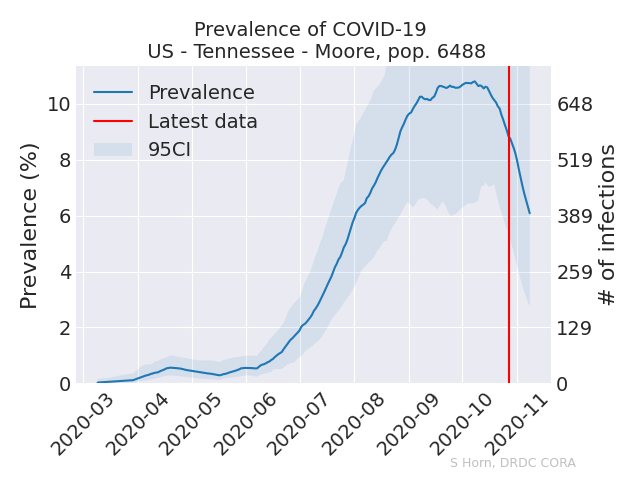 Prevalence of COVID-19
US - Tennessee - Moore, pop. 6488
Prevalence
Latest data
95CI
Prevalence (%)
10
8
6
4
2
0
648
519
389
259
129
0
# of infections
2020-03
2020-04
2020-05
2020-06
2020-07
2020-08
2020-09
2020-10
2020-11
S Horn, DRDC CORA